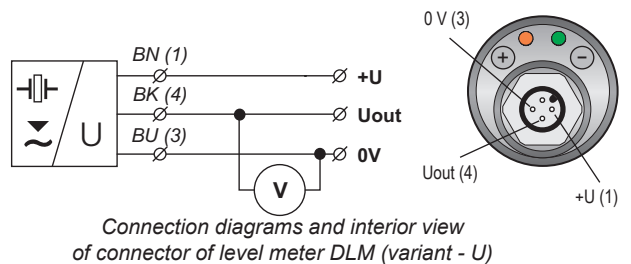 BN (1)
+U
BK (4)
Uout
U
BU (3)
0V
V
0 V (3)
+ −
Uout (4)
+U (1)
Connection diagrams and interior view
of connector of level meter DLM (variant - U)